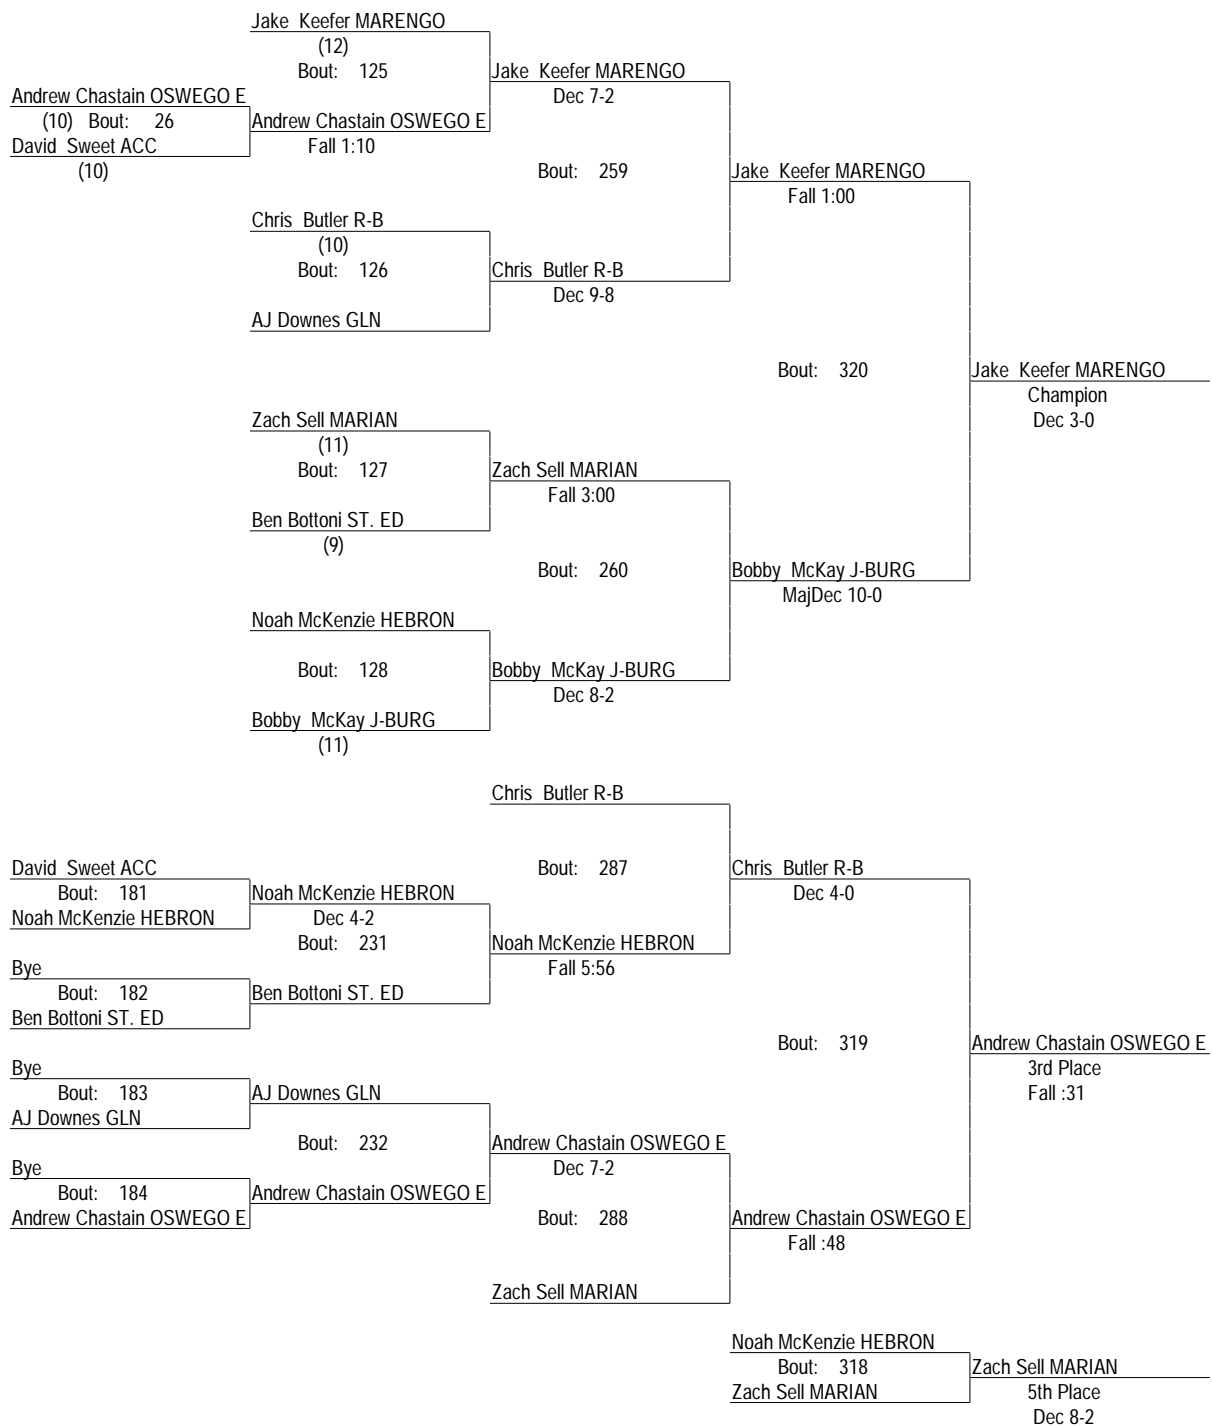 Jake Keefer MARENGO
(12)
Bout: 125
Jake Keefer MARENGO
Dec 7-2
Andrew Chastain OSWEGO E
(10) Bout: 26
Andrew Chastain OSWEGO E
David Sweet ACC
Fall 1:10
(10)
Bout: 259
Jake Keefer MARENGO
Fall 1:00
Chris Butler R-B
(10)
Bout: 126
Chris Butler R-B
Dec 9-8
AJ Downes GLN
Bout: 320
Jake Keefer MARENGO
Champion
Dec 3-0
Zach Sell MARIAN
(11)
Bout: 127
Zach Sell MARIAN
Fall 3:00
Ben Bottoni ST. ED
(9)
Bout: 260
Bobby McKay J-BURG
MajDec 10-0
Noah McKenzie HEBRON
Bout: 128
Bobby McKay J-BURG
Dec 8-2
Bobby McKay J-BURG
(11)
Chris Butler R-B
David Sweet ACC
Bout: 287
Chris Butler R-B
Bout: 181
Noah McKenzie HEBRON
Dec 4-0
Noah McKenzie HEBRON
Dec 4-2
Bout: 231
Noah McKenzie HEBRON
Bye
Fall 5:56
Bout: 182
Ben Bottoni ST. ED
Ben Bottoni ST. ED
Bout: 319
Andrew Chastain OSWEGO E
Bye
3rd Place
Bout: 183
AJ Downes GLN
Fall :31
AJ Downes GLN
Bout: 232
Andrew Chastain OSWEGO E
Bye
Dec 7-2
Bout: 184
Andrew Chastain OSWEGO E
Andrew Chastain OSWEGO E
Bout: 288
Andrew Chastain OSWEGO E
Fall :48
Zach Sell MARIAN
Noah McKenzie HEBRON
Bout: 318
Zach Sell MARIAN
Zach Sell MARIAN
5th Place
Dec 8-2